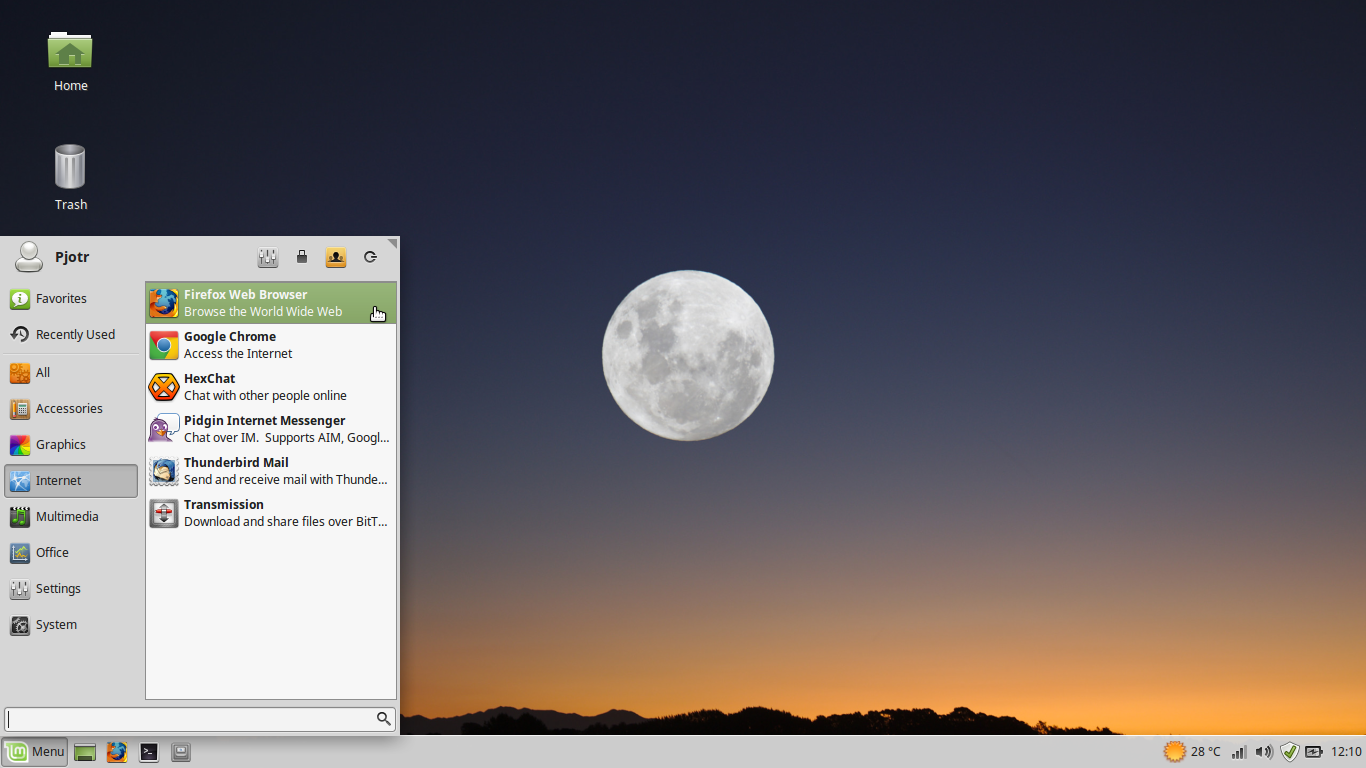 Home
Trash
Pjotr
Favorites
Recently Used
All
Accessories
Graphics
Internet
Multimedia
Office
Settings
System
Firefox Web Browser
Browse the World Wide Web
Google Chrome
Access the Internet
HexChat
Chat with other people online
Pidgin Internet Messenger
Chat over IM.  Supports AIM, Googl...
Thunderbird Mail
Send and receive mail with Thunde...
Transmission
Download and share files over BitT...
Menu
28 °C
12:10